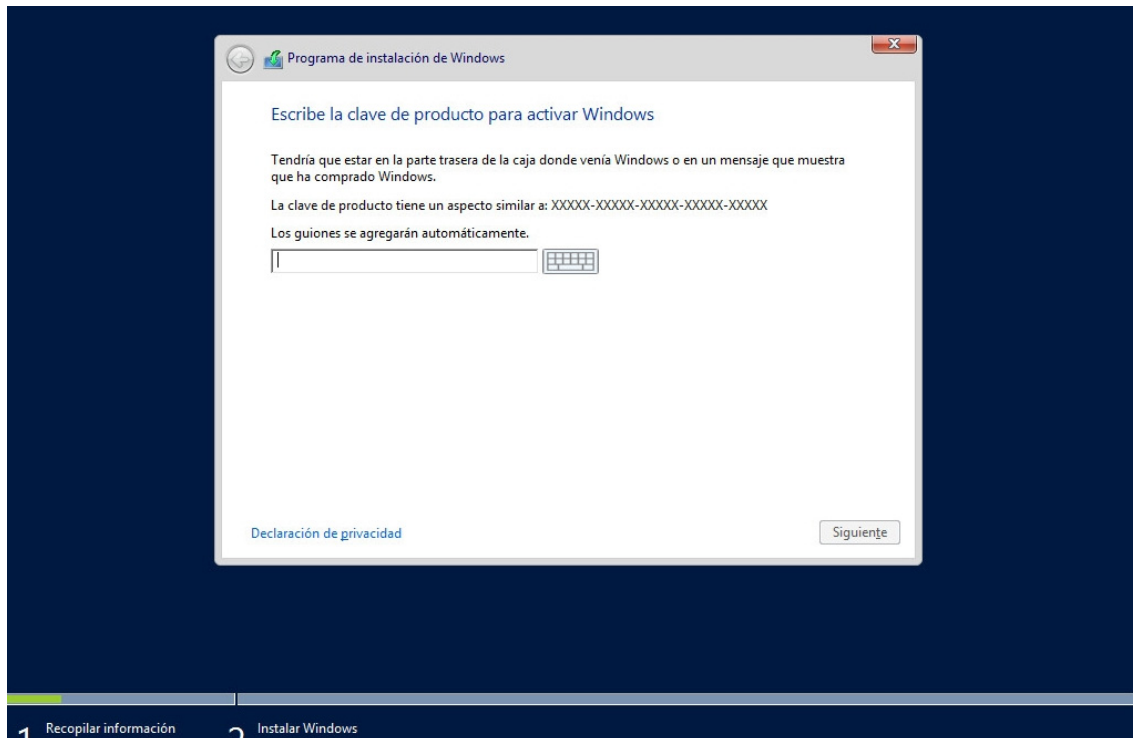 Programa de instalación de Windows
Escribe la clave de producto para activar Windows
Tendría que estar en la parte trasera de la caja donde venía Windows o en un mensaje que muestra
que ha comprado Windows.
La clave de producto tiene un aspecto similar a: XXXXX-XXXXX-XXXXX-XXXXX-XXXXX
Los guiones se agregarán automáticamente.
Declaración de privacidad
Siguiente
1 Recopilar información
2 Instalar Windows